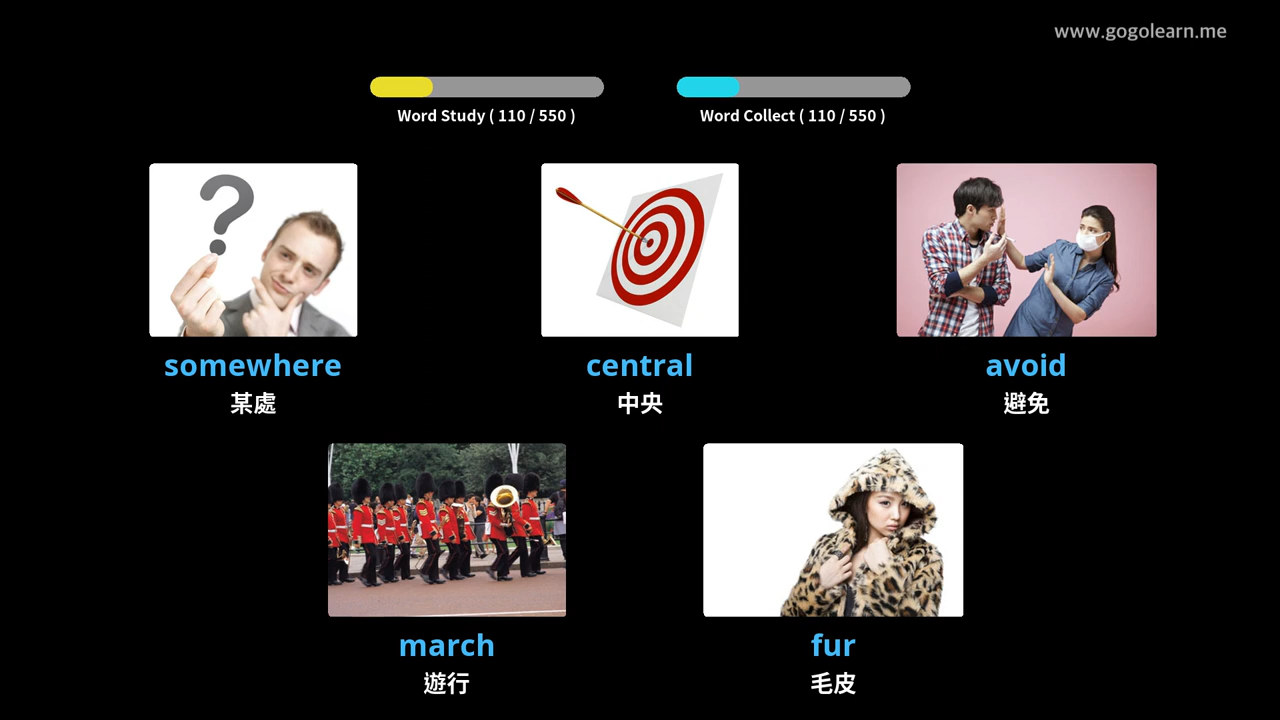 www.gogolearn.me
Word Study ( 110 / 550 )
Word Collect ( 110 / 550 )
?
somewhere
某處
central
中央
avoid
避免
march
遊行
fur
毛皮